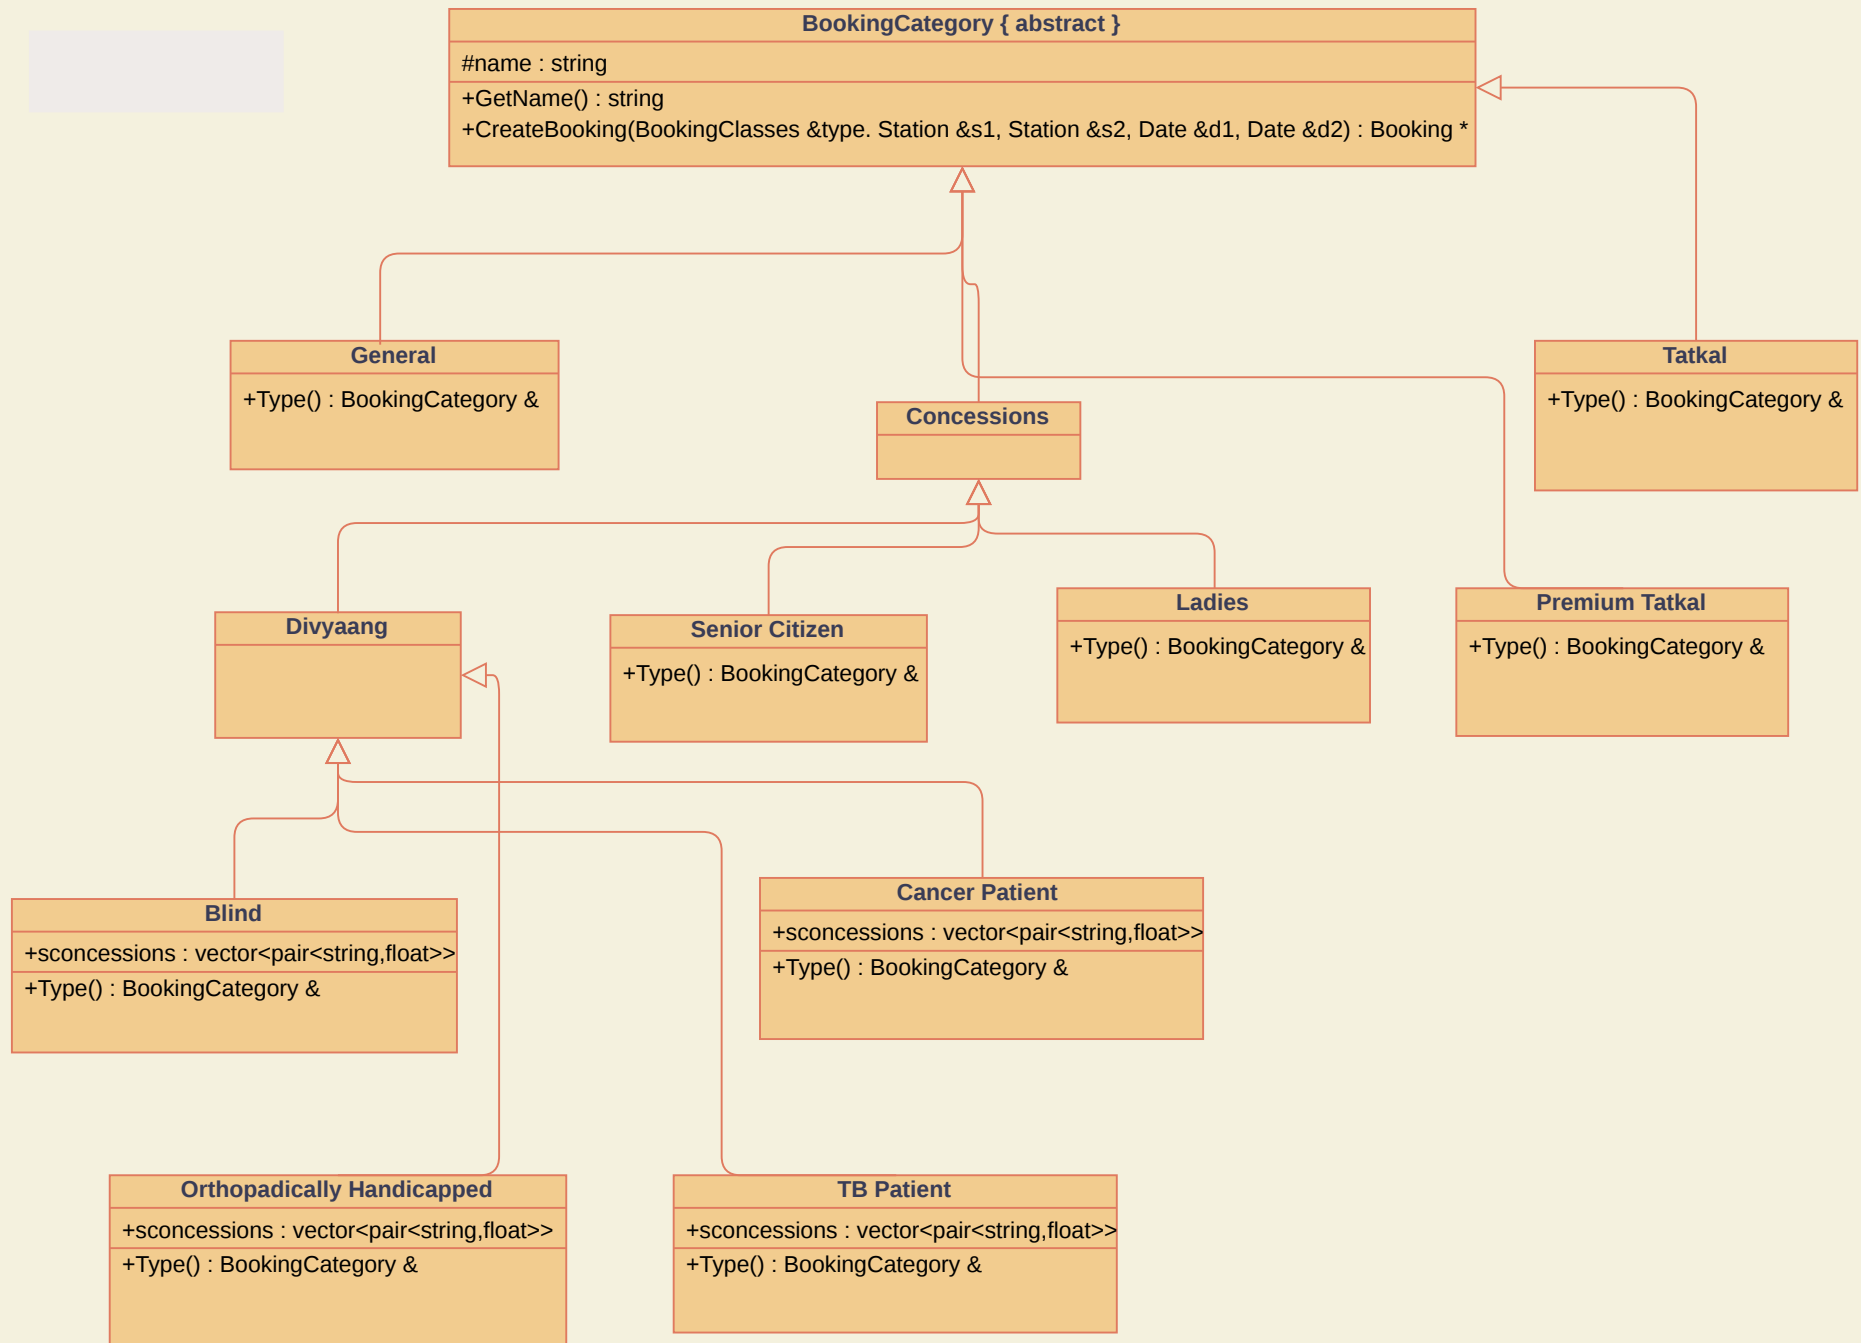 BookingCategory { abstract }
#name : string
+GetName() : string
+CreateBooking(BookingClasses &type. Station &s1, Station &s2, Date &d1, Date &d2) : Booking *
General
+Type() : BookingCategory &
Tatkal
+Type() : BookingCategory &
Concessions
Divyaang
Senior Citizen
+Type() : BookingCategory &
Ladies
+Type() : BookingCategory &
Premium Tatkal
+Type() : BookingCategory &
Blind
+sconcessions : vector<pair<string,float>>
+Type() : BookingCategory &
Cancer Patient
+sconcessions : vector<pair<string,float>>
+Type() : BookingCategory &
Orthopadically Handicapped
+sconcessions : vector<pair<string,float>>
+Type() : BookingCategory &
TB Patient
+sconcessions : vector<pair<string,float>>
+Type() : BookingCategory &